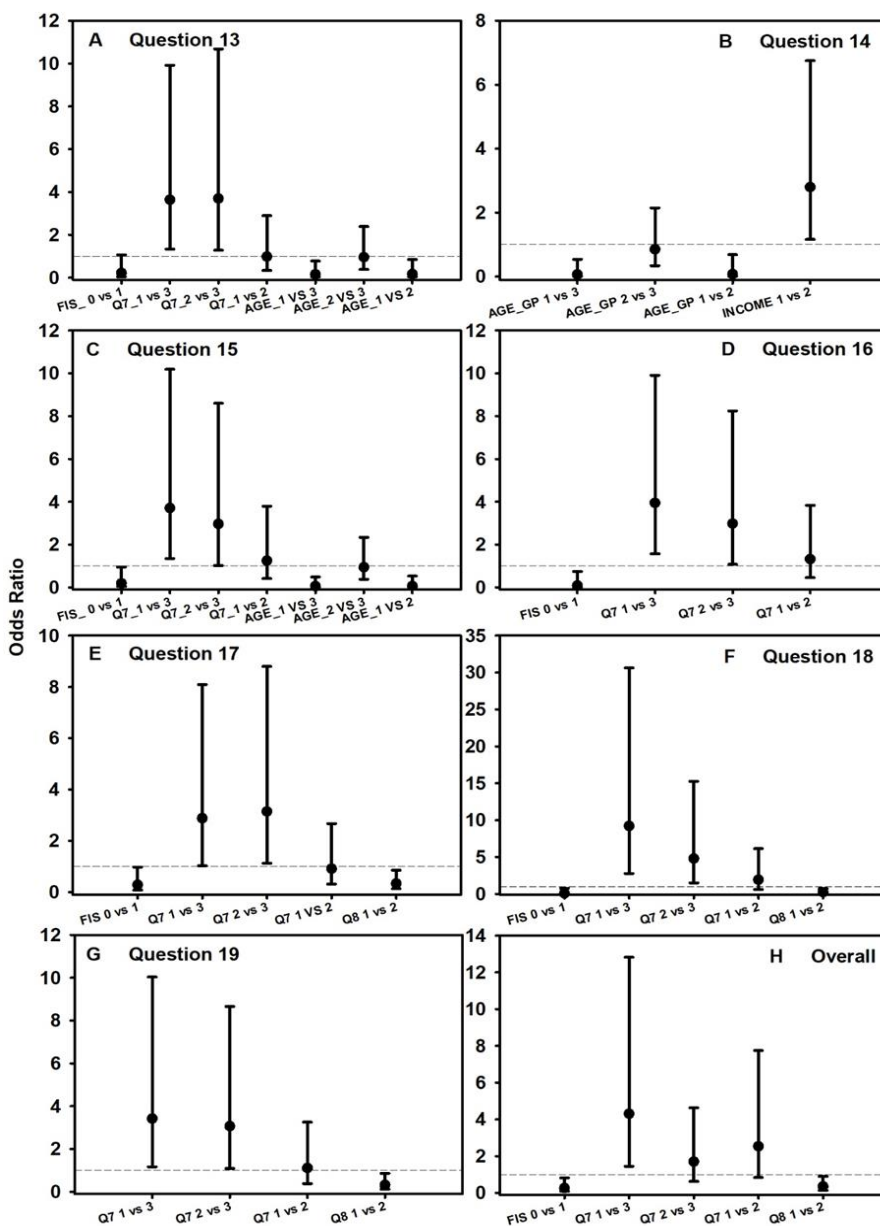 A Question 13
12
10
8
6
4
2
0
FIS_ 0 vs 1
Q7_1 vs 3
Q7_2 vs 3
Q7_1 vs 2
AGE_1 VS 3
AGE_2 VS 3
AGE_1 VS 2
B Question 14
8
6
4
2
0
AGE_GP 1 vs 3
AGE_GP 2 vs 3
AGE_GP 1 vs 2
INCOME 1 vs 2
C Question 15
12
10
8
6
4
2
0
FIS_ 0 vs 1
Q7_1 vs 3
Q7_2 vs 3
Q7_1 vs 2
AGE_1 VS 3
AGE_2 VS 3
AGE_1 VS 2
D Question 16
12
10
8
6
4
2
0
FIS 0 vs 1
Q7 1 vs 3
Q7 2 vs 3
Q7 1 vs 2
Odds Ratio
E Question 17
10
8
6
4
2
0
FIS 0 vs 1
Q7 1 vs 3
Q7 2 vs 3
Q7 1 VS 2
Q8 1 vs 2
F Question 18
35
30
25
20
15
10
5
0
FIS 0 vs 1
Q7 1 vs 3
Q7 2 vs 3
Q7 1 vs 2
Q8 1 vs 2
G Question 19
12
10
8
6
4
2
0
Q7 1 vs 3
Q7 2 vs 3
Q7 1 vs 2
Q8 1 vs 2
H Overall
14
12
10
8
6
4
2
0
FIS 0 vs 1
Q7 1 vs 3
Q7 2 vs 3
Q7 1 vs 2
Q8 1 vs 2